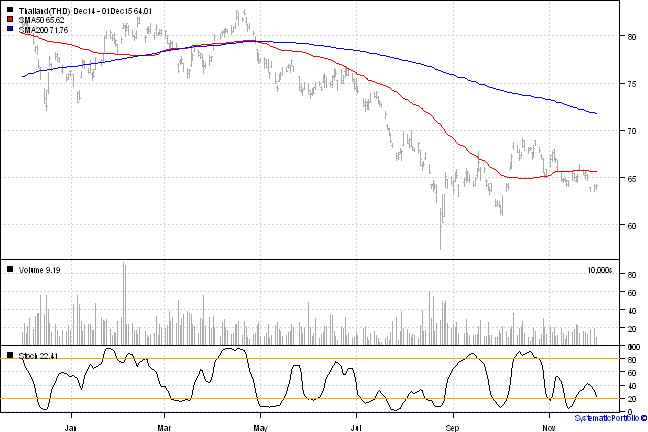 Thailand(THD) Dec14 - 01Dec15 64.01
SMA50 65.62
SMA200 71.76
80
75
70
65
60
Volume 9.19
10,000s
80
60
40
20
0
Stoch 22.41
100
80
60
40
20
0
Jan Mar May Jul Sep Nov
SystematicPortfolio ©